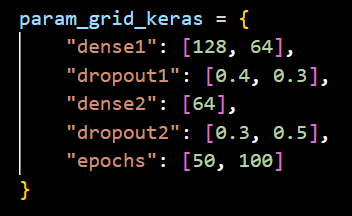 param_grid_keras = {
    "dense1": [128, 64],
    "dropout1": [0.4, 0.3],
    "dense2": [64],
    "dropout2": [0.3, 0.5],
    "epochs": [50, 100]
}